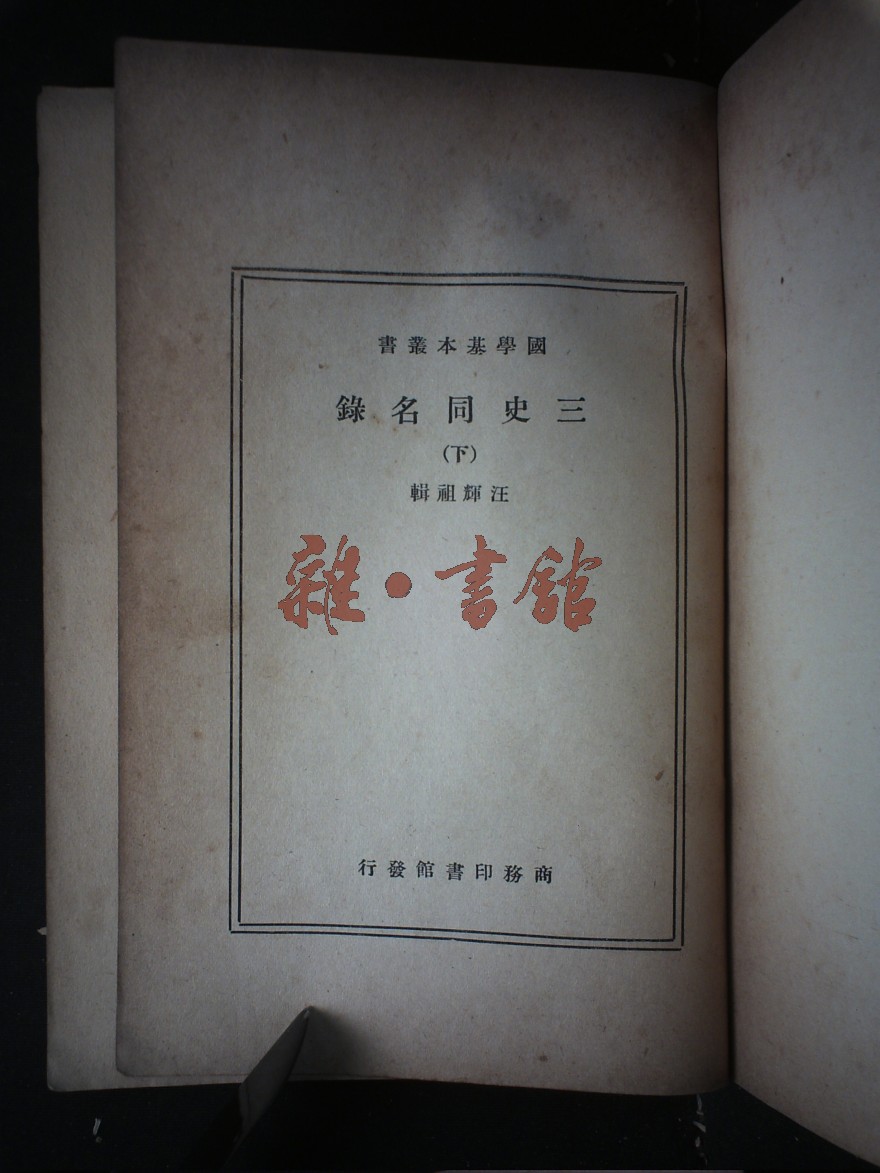 國學基本叢書
三史同名錄
(下)
汪輝祖輯
雜·書館
商務印書館發行